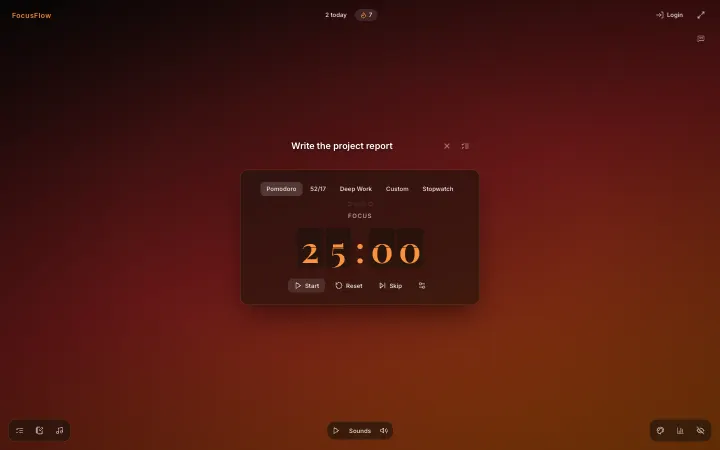 FocusFlow
2 today
7
Login
Write the project report
Pomodoro 52/17 Deep Work Custom Stopwatch
FOCUS
25:00
Start Reset Skip
Sounds